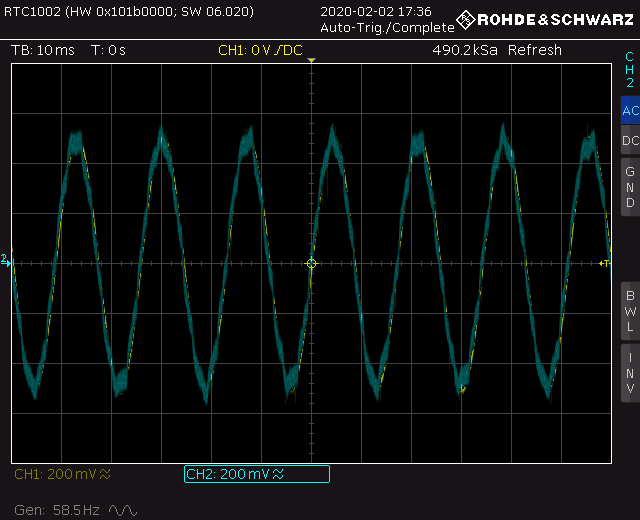 RTC1002 (HW 0x101b0000; SW 06.020)
2020-02-02 17:36
Auto-Trig./Complete
ROHDE&SCHWARZ
TB: 10 ms T: 0 s CH1: 0 V / DC 490.2 kSa Refresh
CH2
AC
DC
GND
BWL
INV
2
T
CH1: 200 mV
CH2: 200 mV
Gen: 58.5 Hz